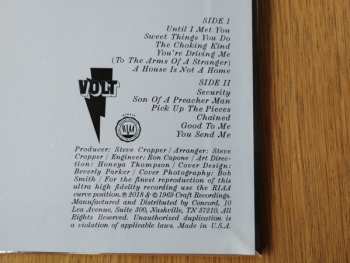 SIDE I
Until I Met You
Sweet Things You Do
The Choking Kind
You're Driving Me
(To The Arms Of A Stranger)
A House Is Not A Home
SIDE II
Security
Son Of A Preacher Man
Pick Up The Pieces
Chained
Good To Me
You Send Me
VOLT
RIAA
Producer: Steve Cropper / Arranger: Steve
Cropper / Engineer: Ron Capone / Art Direc-
tion: Honeya Thompson / Cover Design:
Beverly Parker / Cover Photography: Bob
Smith / For the finest reproduction of this
ultra high fidelity recording use the RIAA
curve position. ℗ 2018 & © 1969 Craft Recordings.
Manufactured and Distributed by Concord, 10
Lea Avenue, Suite 300, Nashville, TN 37210. All
Rights Reserved. Unauthorized duplication is
a violation of applicable laws. Made in U.S.A.